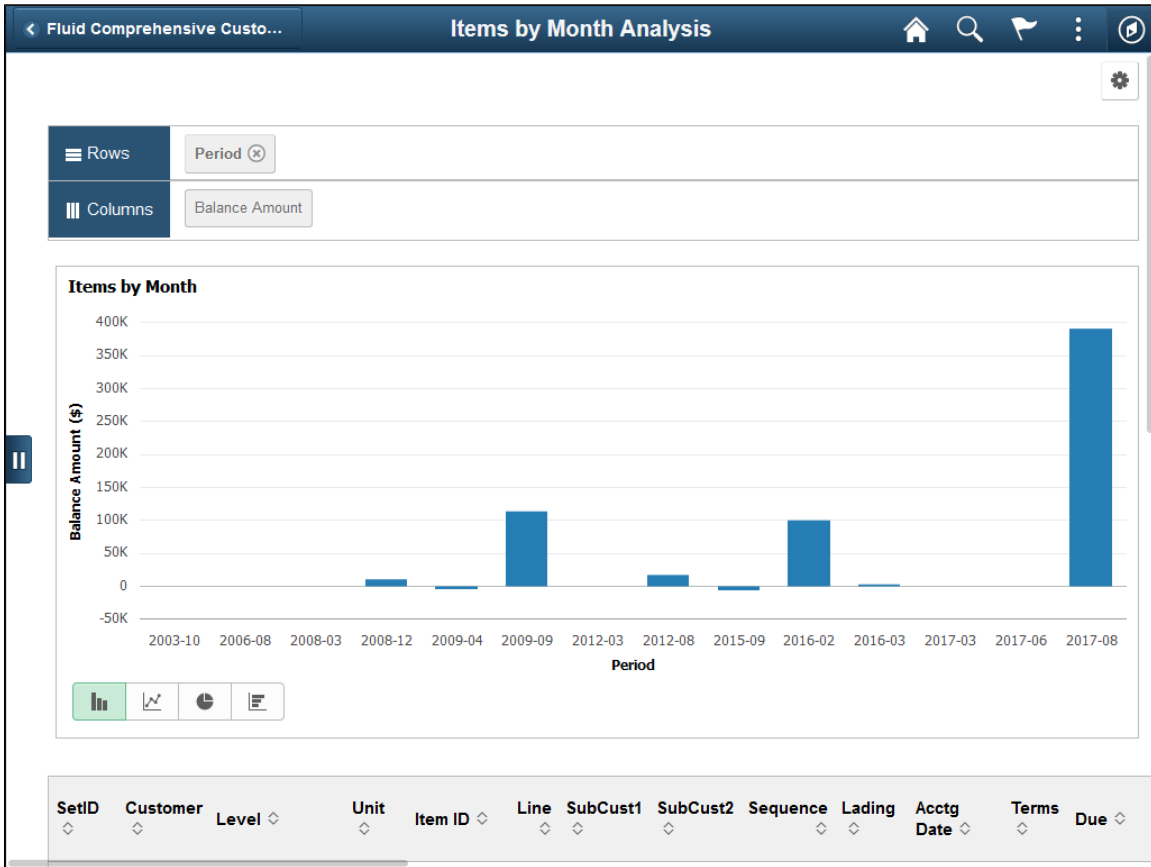 Fluid Comprehensive Custo...
Items by Month Analysis
Rows
Period
Columns
Balance Amount
Items by Month
400K
350K
300K
250K
200K
150K
100K
50K
0
-50K
Balance Amount ($)
2003-10 2006-08 2008-03 2008-12 2009-04 2009-09 2012-03 2012-08 2015-09 2016-02 2016-03 2017-03 2017-06 2017-08
Period
SetID Customer Level Unit Item ID Line SubCust1 SubCust2 Sequence Lading Acctg Date Terms Due